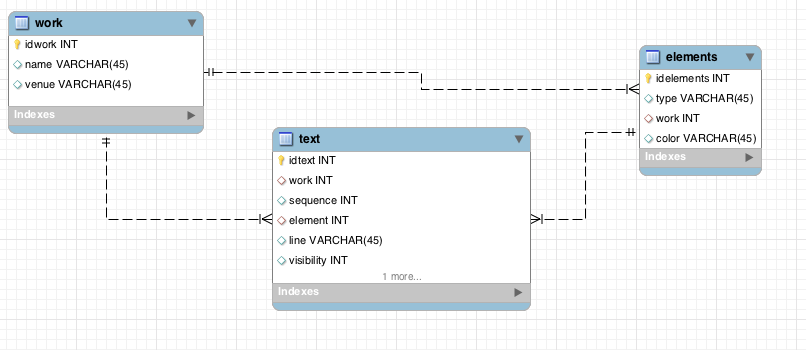 work
idwork INT
name VARCHAR(45)
venue VARCHAR(45)
Indexes
elements
idelements INT
type VARCHAR(45)
work INT
color VARCHAR(45)
Indexes
text
idtext INT
work INT
sequence INT
element INT
line VARCHAR(45)
visibility INT
1 more...
Indexes